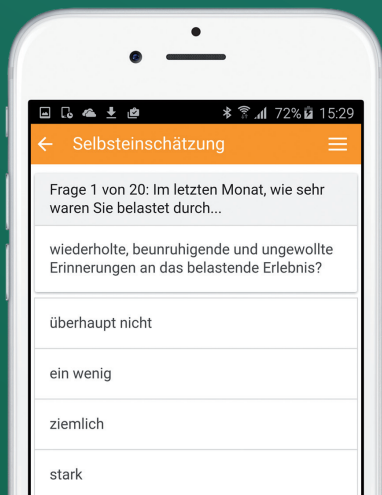 72% 15:29
Selbsteinschätzung
Frage 1 von 20: Im letzten Monat, wie sehr
waren Sie belastet durch...
wiederholte, beunruhigende und ungewollte
Erinnerungen an das belastende Erlebnis?
überhaupt nicht
ein wenig
ziemlich
stark